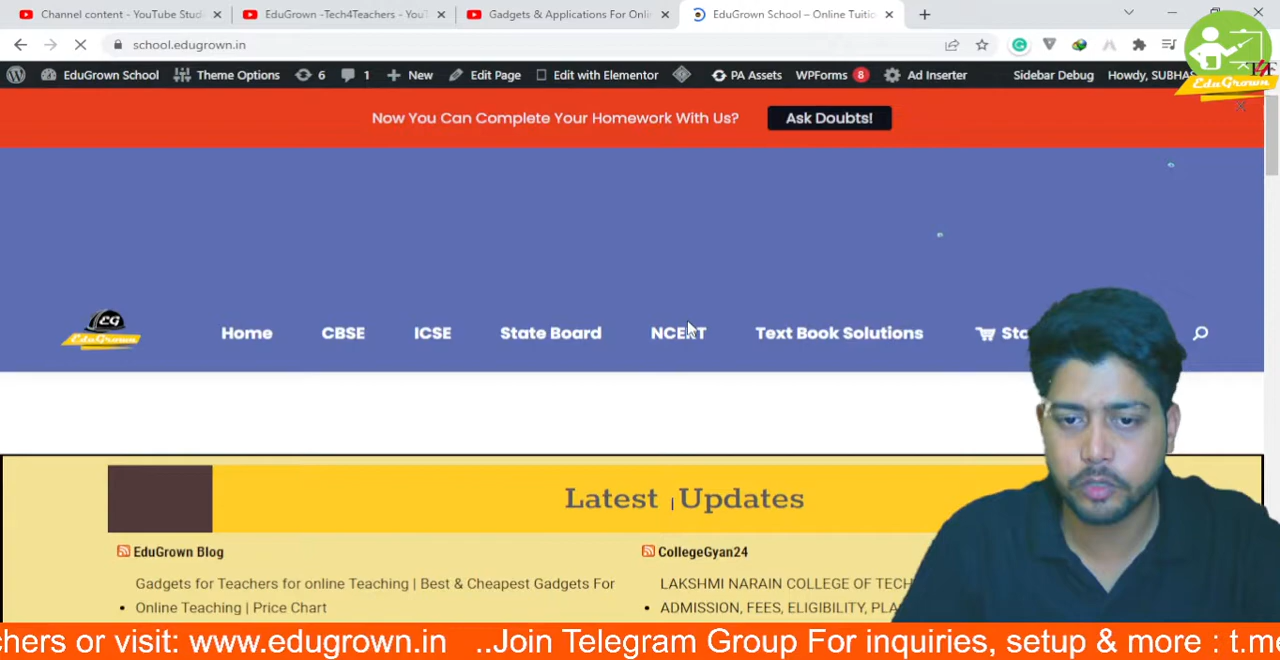 Channel content - YouTube Stud
EduGrown -Tech4Teachers - YouT
Gadgets & Applications For Onli
EduGrown School – Online Tuitio
school.edugrown.in
EduGrown School
Theme Options
6
1
New
Edit Page
Edit with Elementor
PA Assets
WPForms 8
Ad Inserter
Sidebar Debug
Howdy, SUBHAS
EduGrown
Now You Can Complete Your Homework With Us?
Ask Doubts!
EG
EduGrown
Home
CBSE
ICSE
State Board
NCERT
Text Book Solutions
Latest Updates
EduGrown Blog
CollegeGyan24
Gadgets for Teachers for online Teaching | Best & Cheapest Gadgets For
Online Teaching | Price Chart
LAKSHMI NARAIN COLLEGE OF TECH
ADMISSION, FEES, ELIGIBILITY, PLA
chers or visit: www.edugrown.in ..Join Telegram Group For inquiries, setup & more : t.me